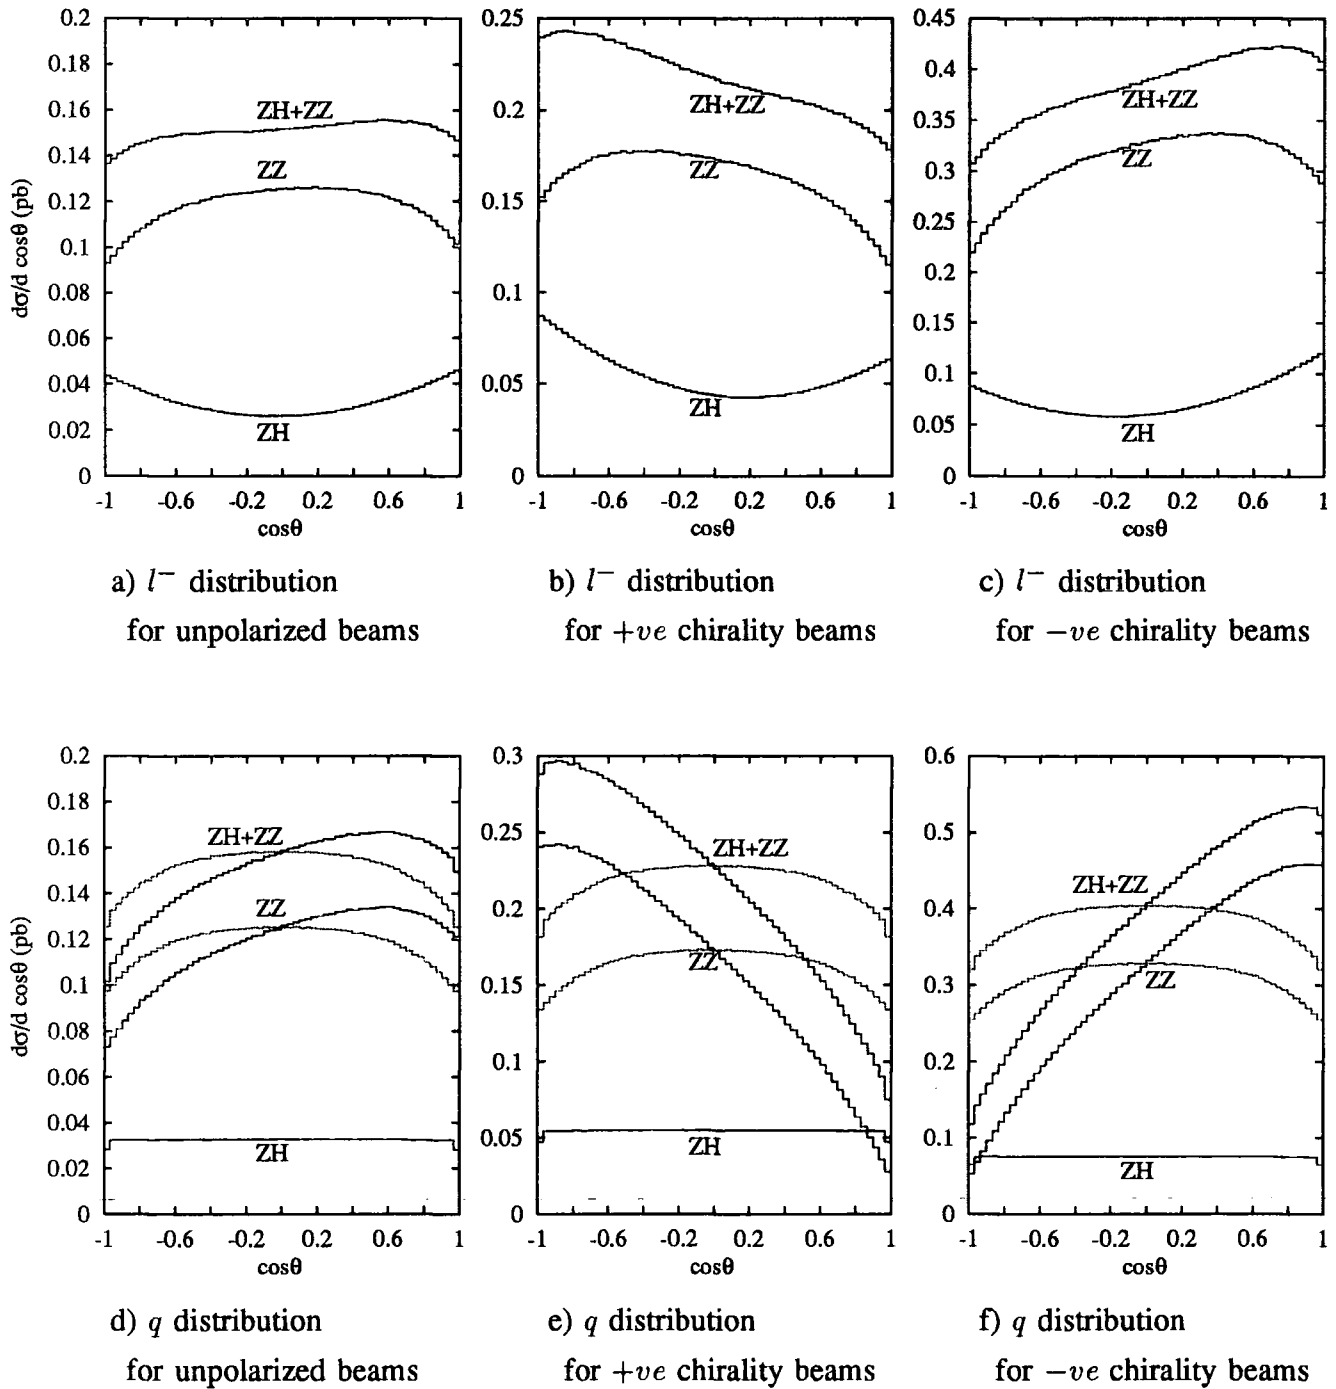 0.2
0.18
0.16
0.14
0.12
0.1
0.08
0.06
0.04
0.02
0
dσ/d cosθ (pb)
ZH+ZZ
ZZ
ZH
-1 -0.6 -0.2 0.2 0.6 1
cosθ
a) l⁻ distribution
for unpolarized beams
0.25
0.2
0.15
0.1
0.05
0
ZH+ZZ
ZZ
ZH
-1 -0.6 -0.2 0.2 0.6 1
cosθ
b) l⁻ distribution
for +ve chirality beams
0.45
0.4
0.35
0.3
0.25
0.2
0.15
0.1
0.05
0
ZH+ZZ
ZZ
ZH
-1 -0.6 -0.2 0.2 0.6 1
cosθ
c) l⁻ distribution
for −ve chirality beams
0.2
0.18
0.16
0.14
0.12
0.1
0.08
0.06
0.04
0.02
0
dσ/d cosθ (pb)
ZH+ZZ
ZZ
ZH
-1 -0.6 -0.2 0.2 0.6 1
cosθ
d) q distribution
for unpolarized beams
0.3
0.25
0.2
0.15
0.1
0.05
0
ZH+ZZ
ZZ
ZH
-1 -0.6 -0.2 0.2 0.6 1
cosθ
e) q distribution
for +ve chirality beams
0.6
0.5
0.4
0.3
0.2
0.1
0
ZH+ZZ
ZZ
ZH
-1 -0.6 -0.2 0.2 0.6 1
cosθ
f) q distribution
for −ve chirality beams